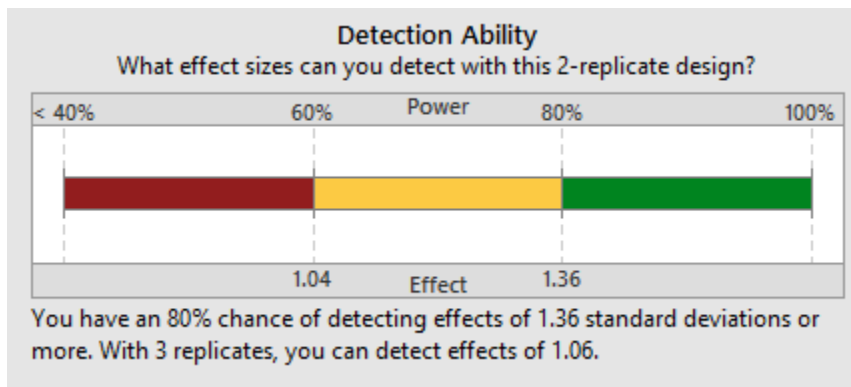 Detection Ability
What effect sizes can you detect with this 2-replicate design?
< 40% 60% Power 80% 100%
1.04 Effect 1.36
You have an 80% chance of detecting effects of 1.36 standard deviations or
more. With 3 replicates, you can detect effects of 1.06.